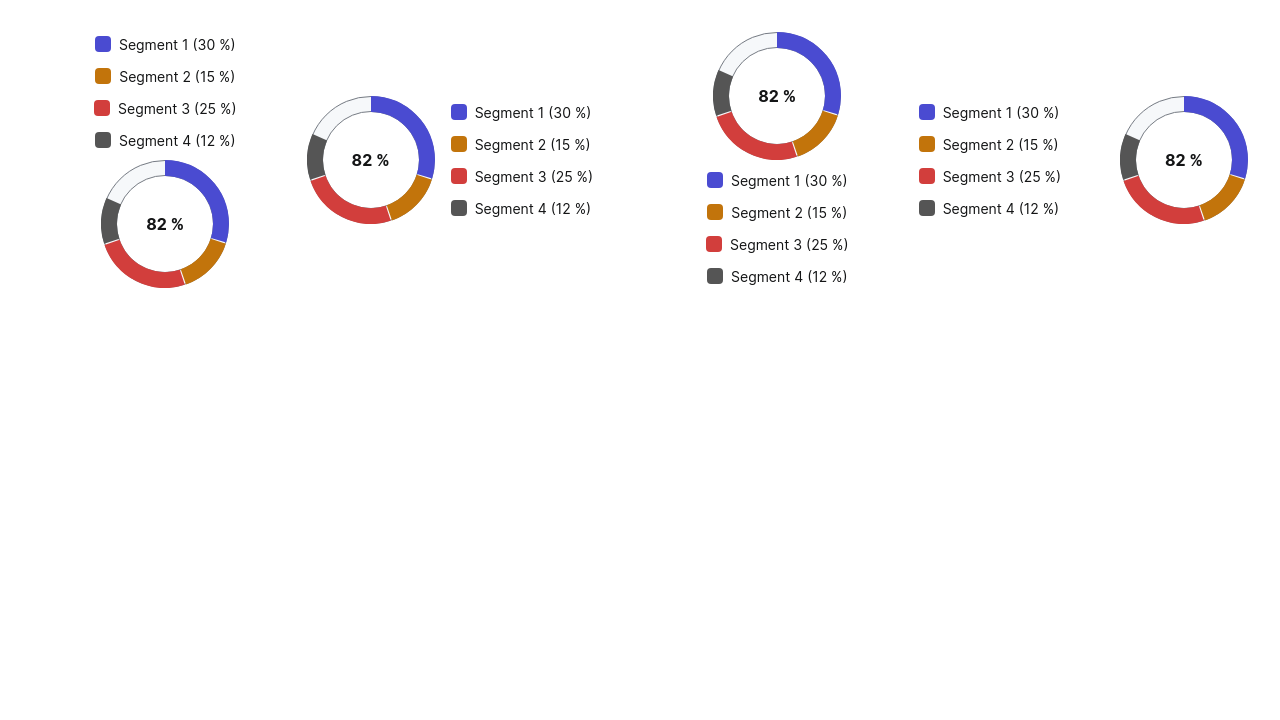 Segment 1 (30 %)
Segment 2 (15 %)
Segment 3 (25 %)
Segment 4 (12 %)
82 %
82 %
Segment 1 (30 %)
Segment 2 (15 %)
Segment 3 (25 %)
Segment 4 (12 %)
82 %
Segment 1 (30 %)
Segment 2 (15 %)
Segment 3 (25 %)
Segment 4 (12 %)
Segment 1 (30 %)
Segment 2 (15 %)
Segment 3 (25 %)
Segment 4 (12 %)
82 %